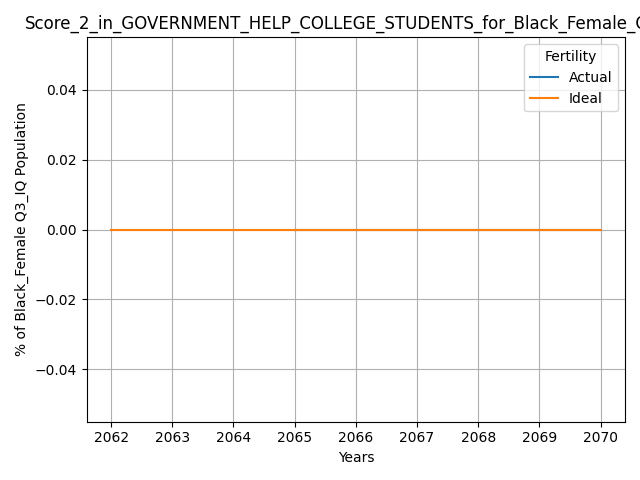 Score_2_in_GOVERNMENT_HELP_COLLEGE_STUDENTS_for_Black_Female_
Fertility
Actual
Ideal
0.04
0.02
0.00
−0.02
−0.04
% of Black_Female Q3_IQ Population
2062 2063 2064 2065 2066 2067 2068 2069 2070
Years